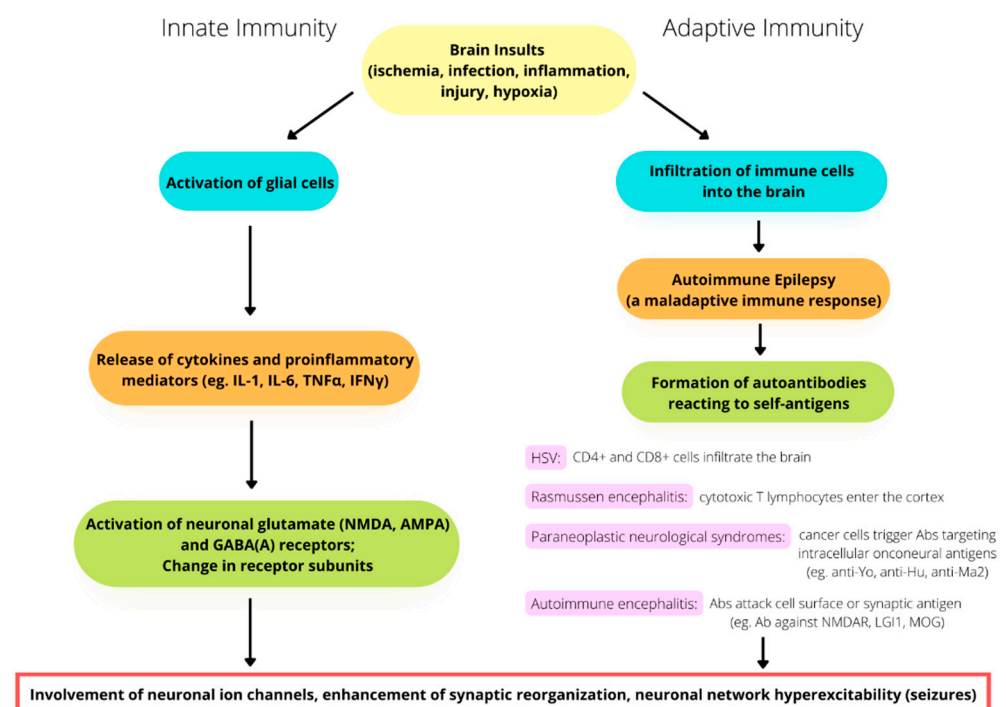 Innate Immunity
Adaptive Immunity
Brain Insults
(ischemia, infection, inflammation,
injury, hypoxia)
Activation of glial cells
Infiltration of immune cells
into the brain
Autoimmune Epilepsy
(a maladaptive immune response)
Release of cytokines and proinflammatory
mediators (eg. IL-1, IL-6, TNFα, IFNγ)
Formation of autoantibodies
reacting to self-antigens
HSV: CD4+ and CD8+ cells infiltrate the brain
Rasmussen encephalitis: cytotoxic T lymphocytes enter the cortex
Activation of neuronal glutamate (NMDA, AMPA)
and GABA(A) receptors;
Change in receptor subunits
Paraneoplastic neurological syndromes: cancer cells trigger Abs targeting
intracellular onconeural antigens
(eg. anti-Yo, anti-Hu, anti-Ma2)
Autoimmune encephalitis: Abs attack cell surface or synaptic antigen
(eg. Ab against NMDAR, LGI1, MOG)
Involvement of neuronal ion channels, enhancement of synaptic reorganization, neuronal network hyperexcitability (seizures)